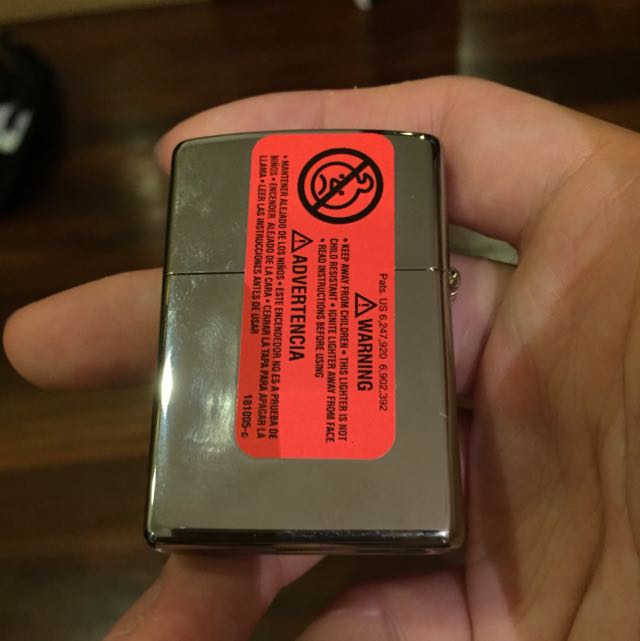 Pats. US 6,247,920 6,902,392
⚠ WARNING
• KEEP AWAY FROM CHILDREN • THIS LIGHTER IS NOT
CHILD RESISTANT • IGNITE LIGHTER AWAY FROM FACE
• READ INSTRUCTIONS BEFORE USING
⚠ ADVERTENCIA
• MANTENER ALEJADO DE LOS NIÑOS • ESTE ENCENDEDOR NO ES A PRUEBA DE
NIÑOS • ENCENDER ALEJADO DE LA CARA • CERRAR LA TAPA PARA APAGAR LA
LLAMA • LEER LAS INSTRUCCIONES ANTES DE USAR
181005-c